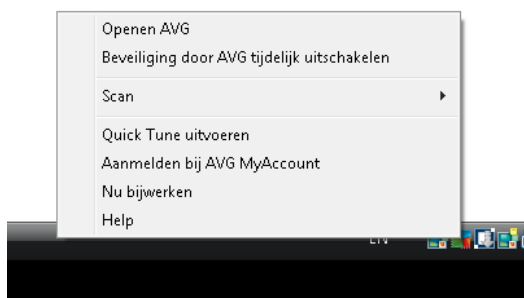 Openen AVG
Beveiliging door AVG tijdelijk uitschakelen
Scan
Quick Tune uitvoeren
Aanmelden bij AVG MyAccount
Nu bijwerken
Help